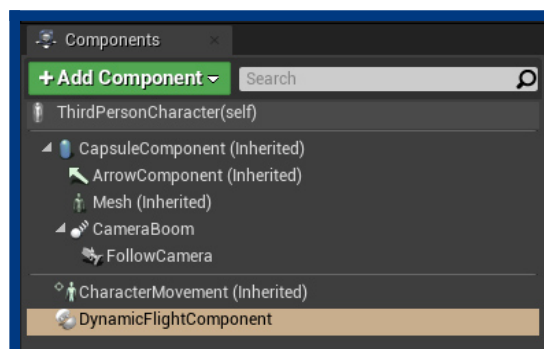 Components
+ Add Component
Search
ThirdPersonCharacter(self)
CapsuleComponent (Inherited)
ArrowComponent (Inherited)
Mesh (Inherited)
CameraBoom
FollowCamera
CharacterMovement (Inherited)
DynamicFlightComponent